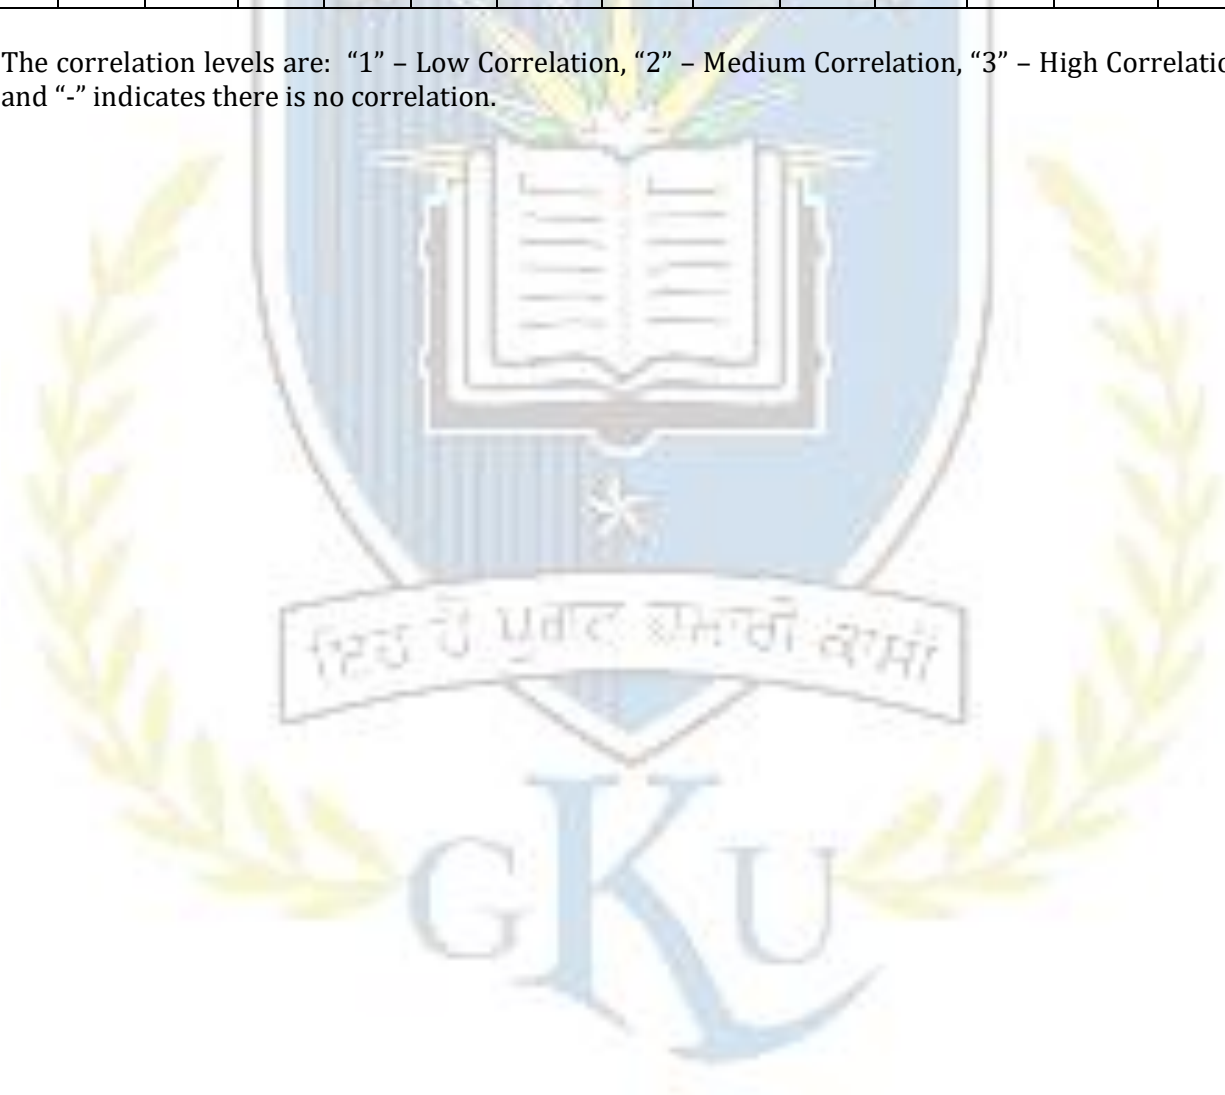 The correlation levels are: “1” – Low Correlation, “2” – Medium Correlation, “3” – High Correlatio
and “-” indicates there is no correlation.
ਪੂਰਨ
GKU